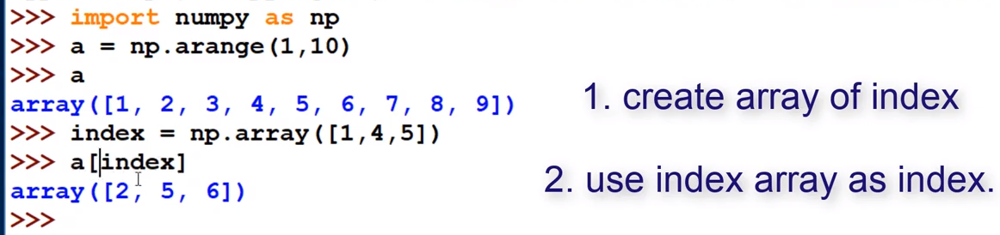 >>> import numpy as np
>>> a = np.arange(1,10)
>>> a
array([1, 2, 3, 4, 5, 6, 7, 8, 9])
>>> index = np.array([1,4,5])
>>> a[index]
array([2, 5, 6])
>>>
1. create array of index
2. use index array as index.